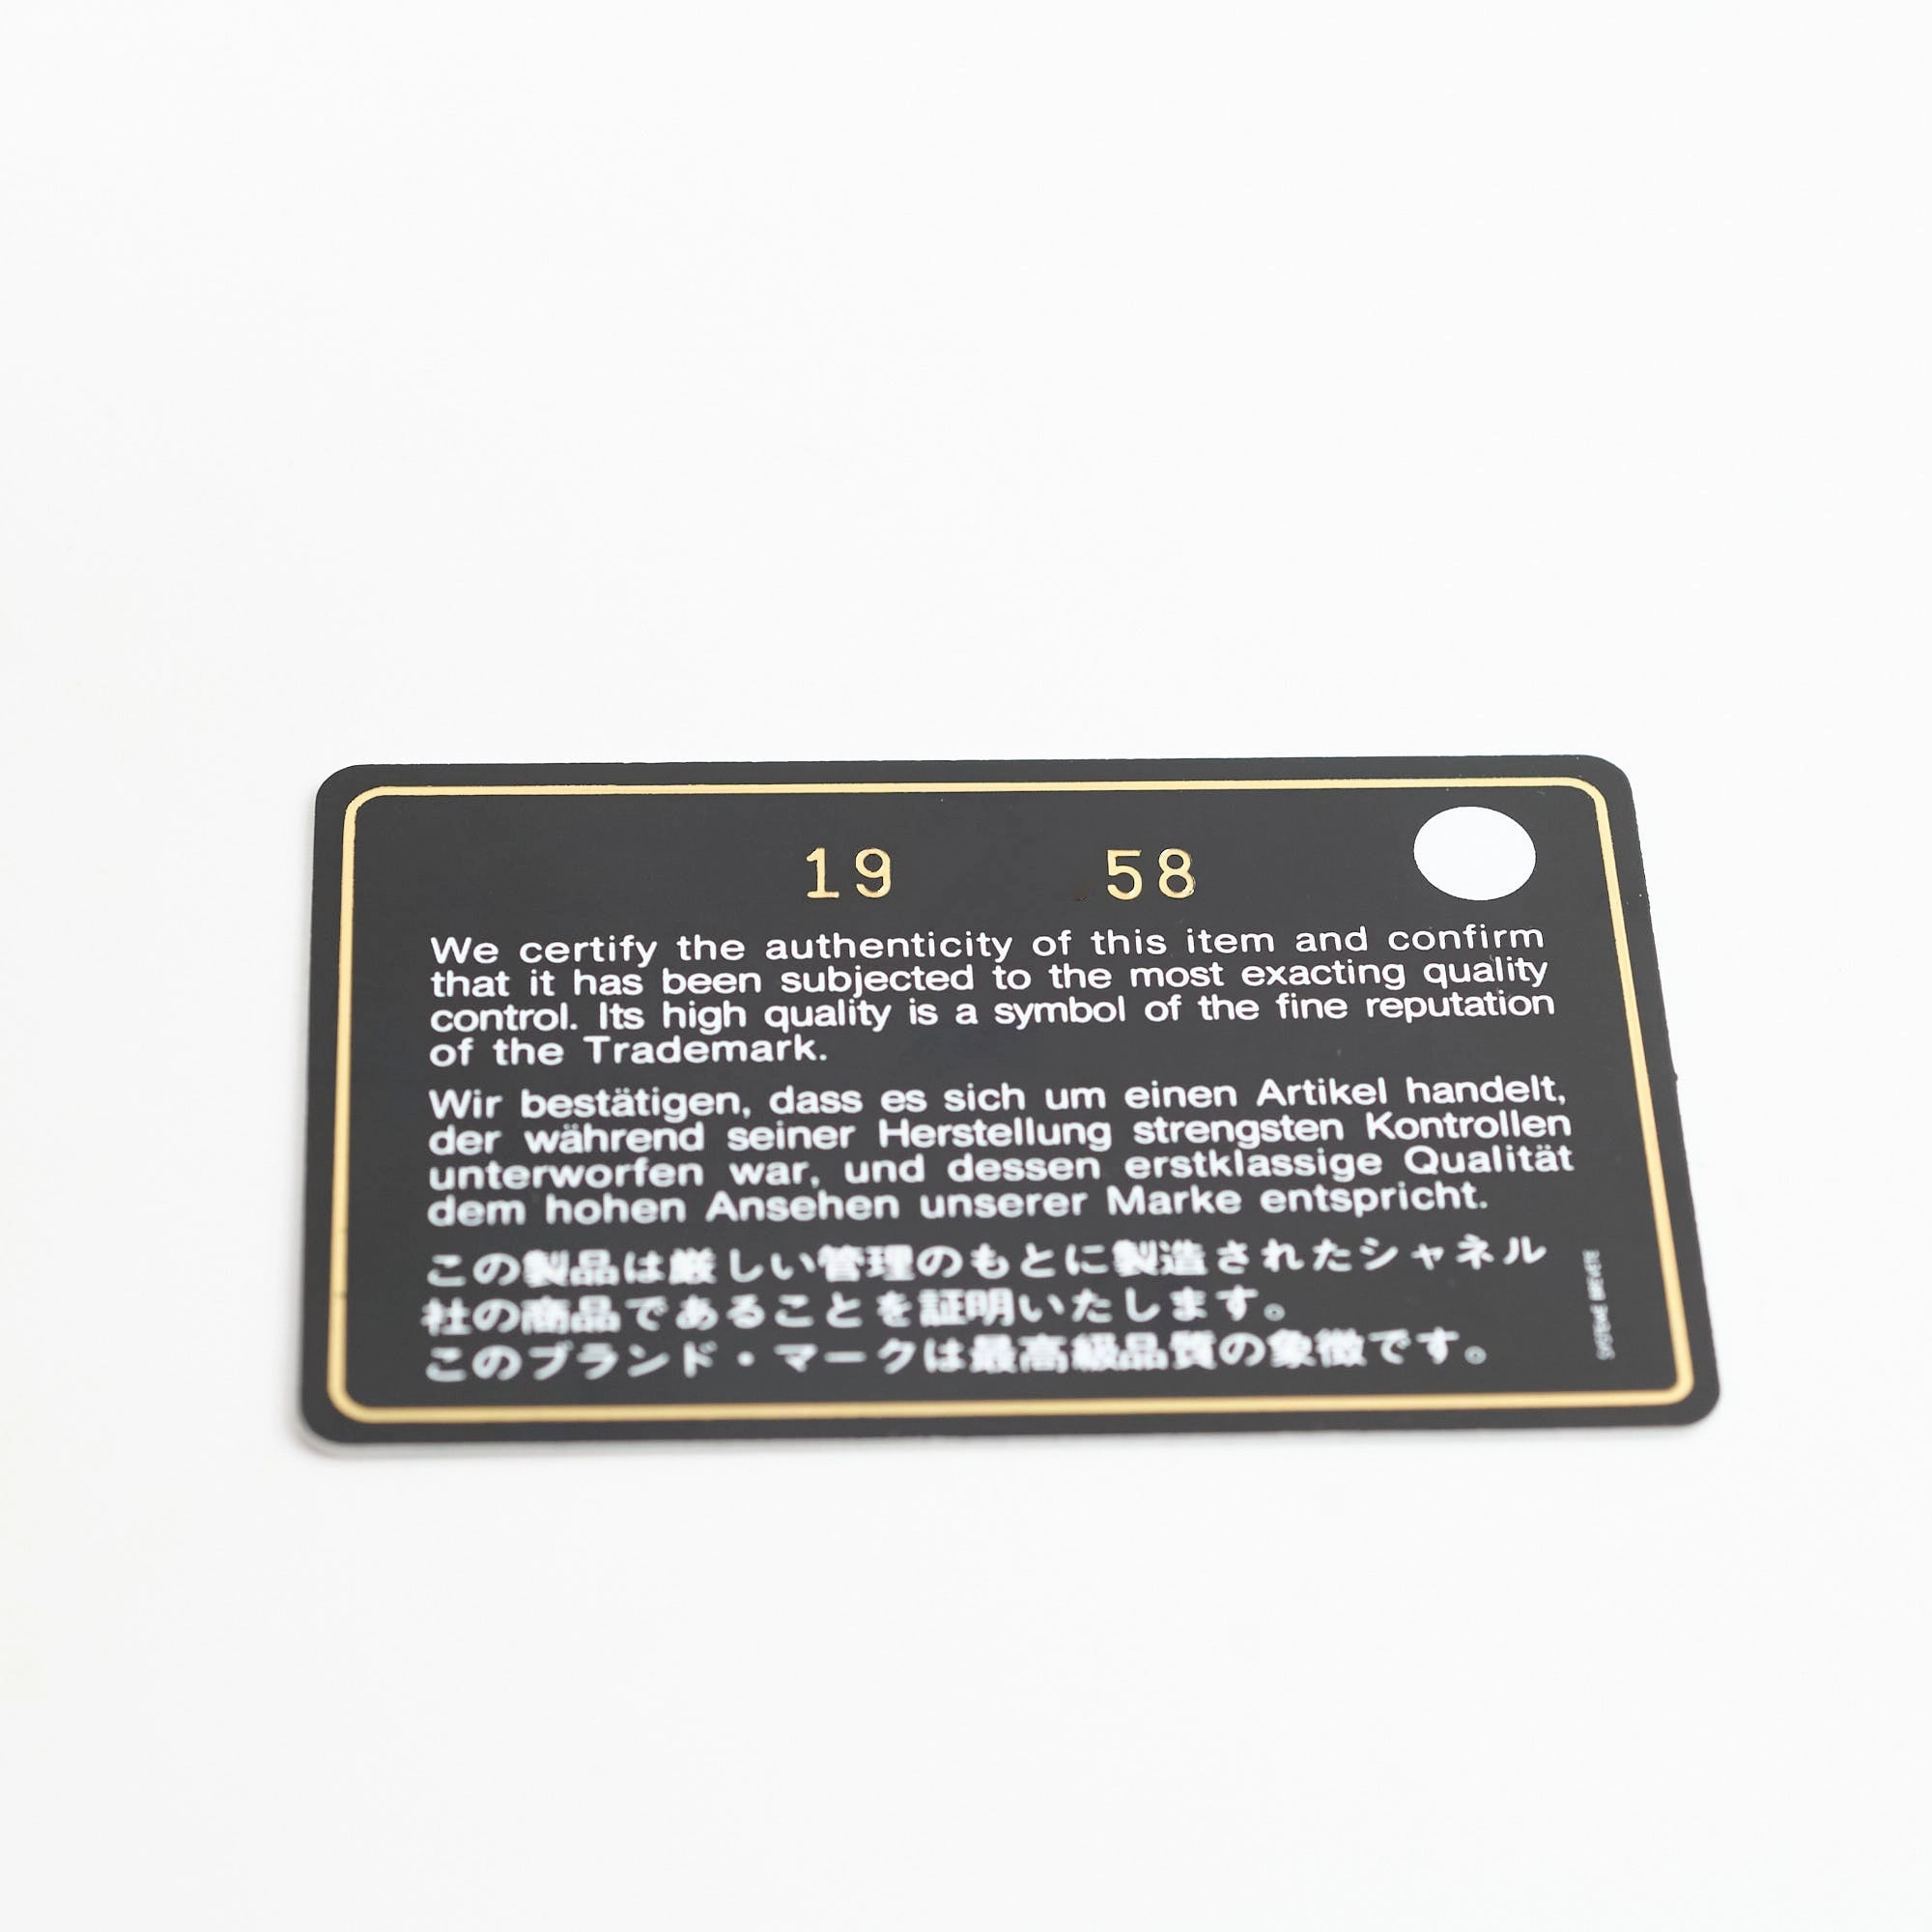 19 58
We certify the authenticity of this item and confirm
that it has been subjected to the most exacting quality
control. Its high quality is a symbol of the fine reputation
of the Trademark.
Wir bestätigen, dass es sich um einen Artikel handelt,
der während seiner Herstellung strengsten Kontrollen
unterworfen war, und dessen erstklassige Qualität
dem hohen Ansehen unserer Marke entspricht.
この製品は厳しい管理のもとに製造されたシャネル
社の商品であることを証明いたします。
このブランド・マークは最高級品質の象徴です。
SYSTEME BREVETE